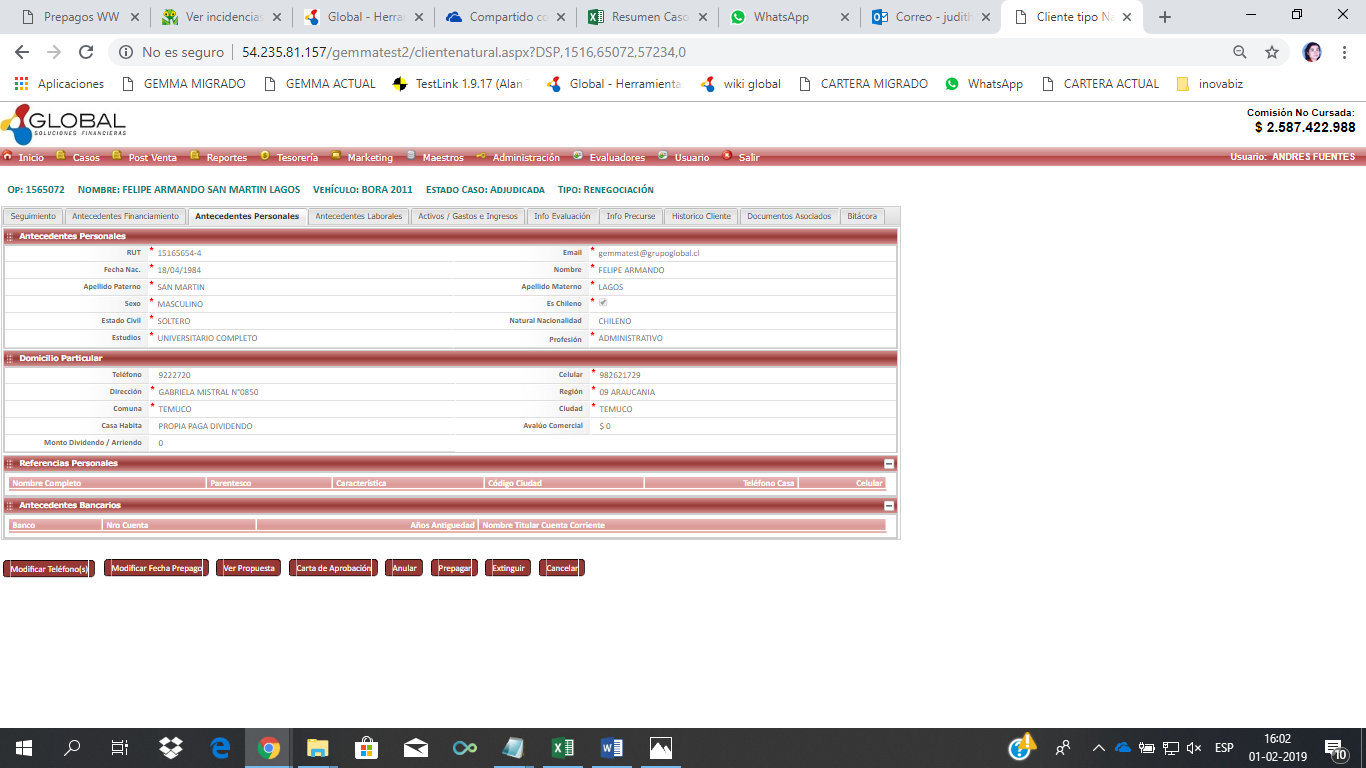 Prepagos WW
Ver incidencias
Global - Herra
Compartido co
Resumen Caso
WhatsApp
Correo - judith
Cliente tipo Na
No es seguro | 54.235.81.157/gemmatest2/clientenatural.aspx?DSP,1516,65072,57234,0
Aplicaciones GEMMA MIGRADO GEMMA ACTUAL TestLink 1.9.17 (Alan Global - Herramienta wiki global CARTERA MIGRADO WhatsApp CARTERA ACTUAL inovabiz
GLOBAL
SOLUCIONES FINANCIERAS
Comisión No Cursada:
$ 2.587.422.988
Inicio Casos Post Venta Reportes Tesorería Marketing Maestros Administración Evaluadores Usuario Salir Usuario: ANDRES FUENTES
Op: 1565072 Nombre: FELIPE ARMANDO SAN MARTIN LAGOS Vehículo: BORA 2011 Estado Caso: Adjudicada Tipo: Renegociación
Seguimiento Antecedentes Financiamiento Antecedentes Personales Antecedentes Laborales Activos / Gastos e Ingresos Info Evaluación Info Precurse Historico Cliente Documentos Asociados Bitácora
Antecedentes Personales
RUT * 15165654-4 Email * gemmatest@grupoglobal.cl
Fecha Nac. * 18/04/1984 Nombre * FELIPE ARMANDO
Apellido Paterno * SAN MARTIN Apellido Materno * LAGOS
Sexo * MASCULINO Es Chileno *
Estado Civil * SOLTERO Natural Nacionalidad CHILENO
Estudios * UNIVERSITARIO COMPLETO Profesión * ADMINISTRATIVO
Domicilio Particular
Teléfono 9222720 Celular * 982621729
Dirección * GABRIELA MISTRAL N°0850 Región * 09 ARAUCANIA
Comuna * TEMUCO Ciudad * TEMUCO
Casa Habita PROPIA PAGA DIVIDENDO Avalúo Comercial $ 0
Monto Dividendo / Arriendo 0
Referencias Personales
Nombre Completo Parentesco Característica Código Ciudad Teléfono Casa Celular
Antecedentes Bancarios
Banco Nro Cuenta Años Antiguedad Nombre Titular Cuenta Corriente
Modificar Teléfono(s) Modificar Fecha Prepago Ver Propuesta Carta de Aprobación Anular Prepagar Extinguir Cancelar
ESP
16:02
01-02-2019
10